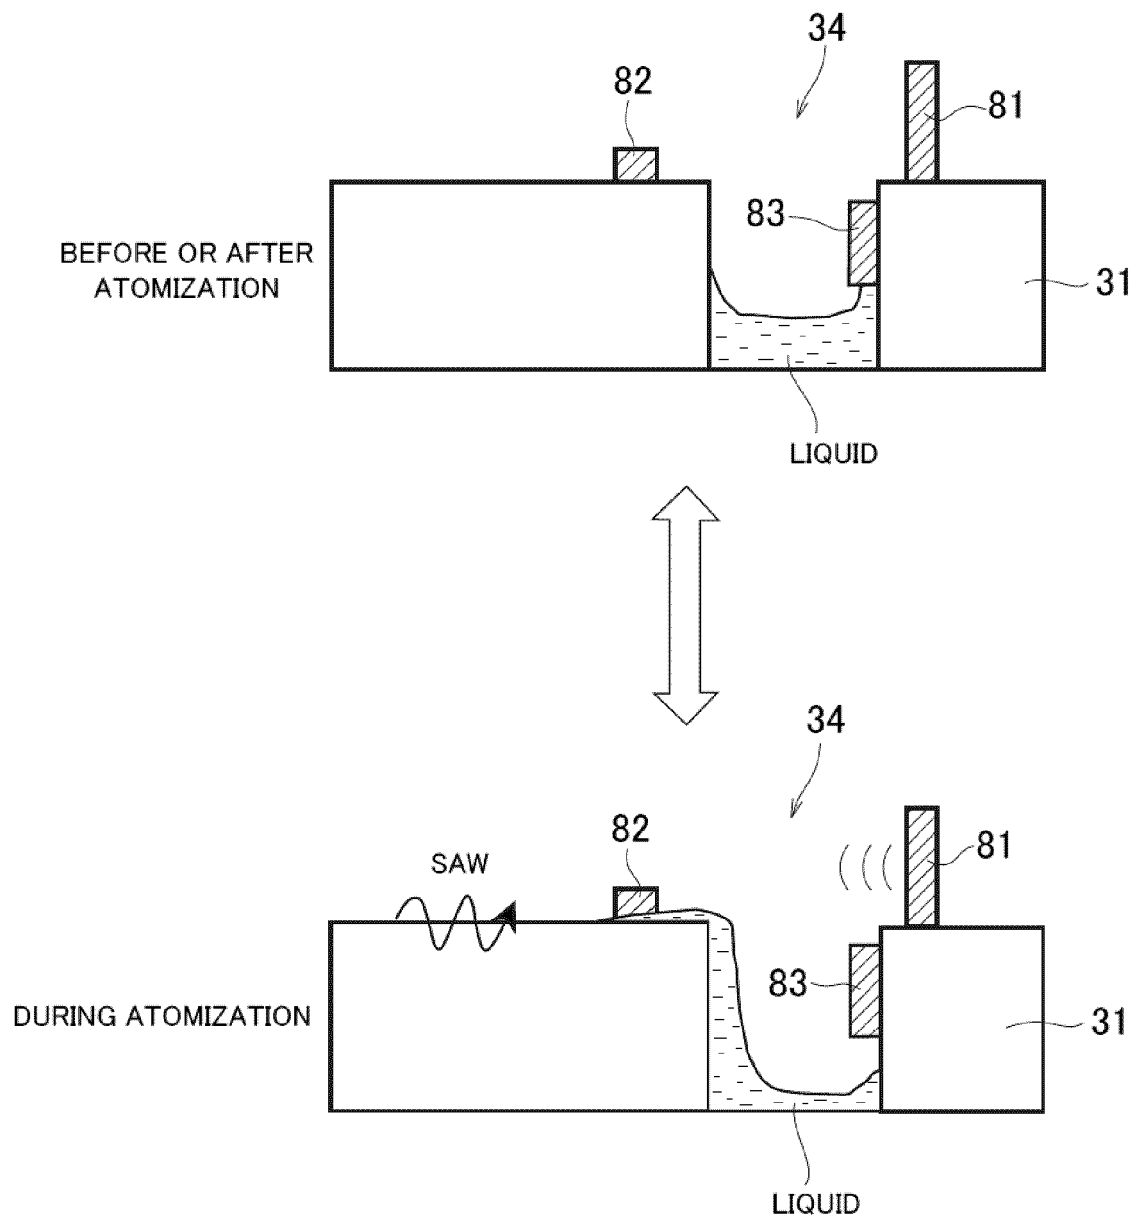 34
82
81
83
BEFORE OR AFTER
ATOMIZATION
31
LIQUID
34
82
81
SAW
83
DURING ATOMIZATION
31
LIQUID